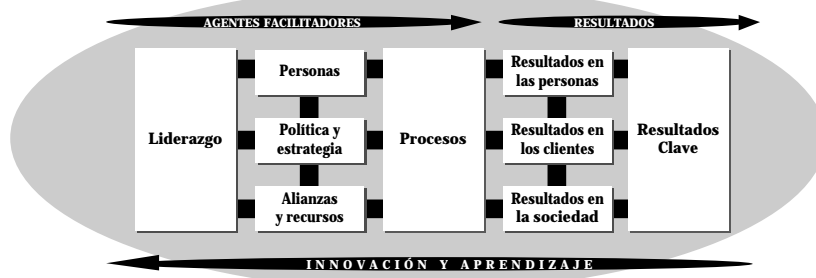 AGENTES FACILITADORES
RESULTADOS
Liderazgo
Personas
Política y
estrategia
Alianzas
y recursos
Procesos
Resultados en
las personas
Resultados en
los clientes
Resultados en
la sociedad
Resultados
Clave
INNOVACIÓN Y APRENDIZAJE